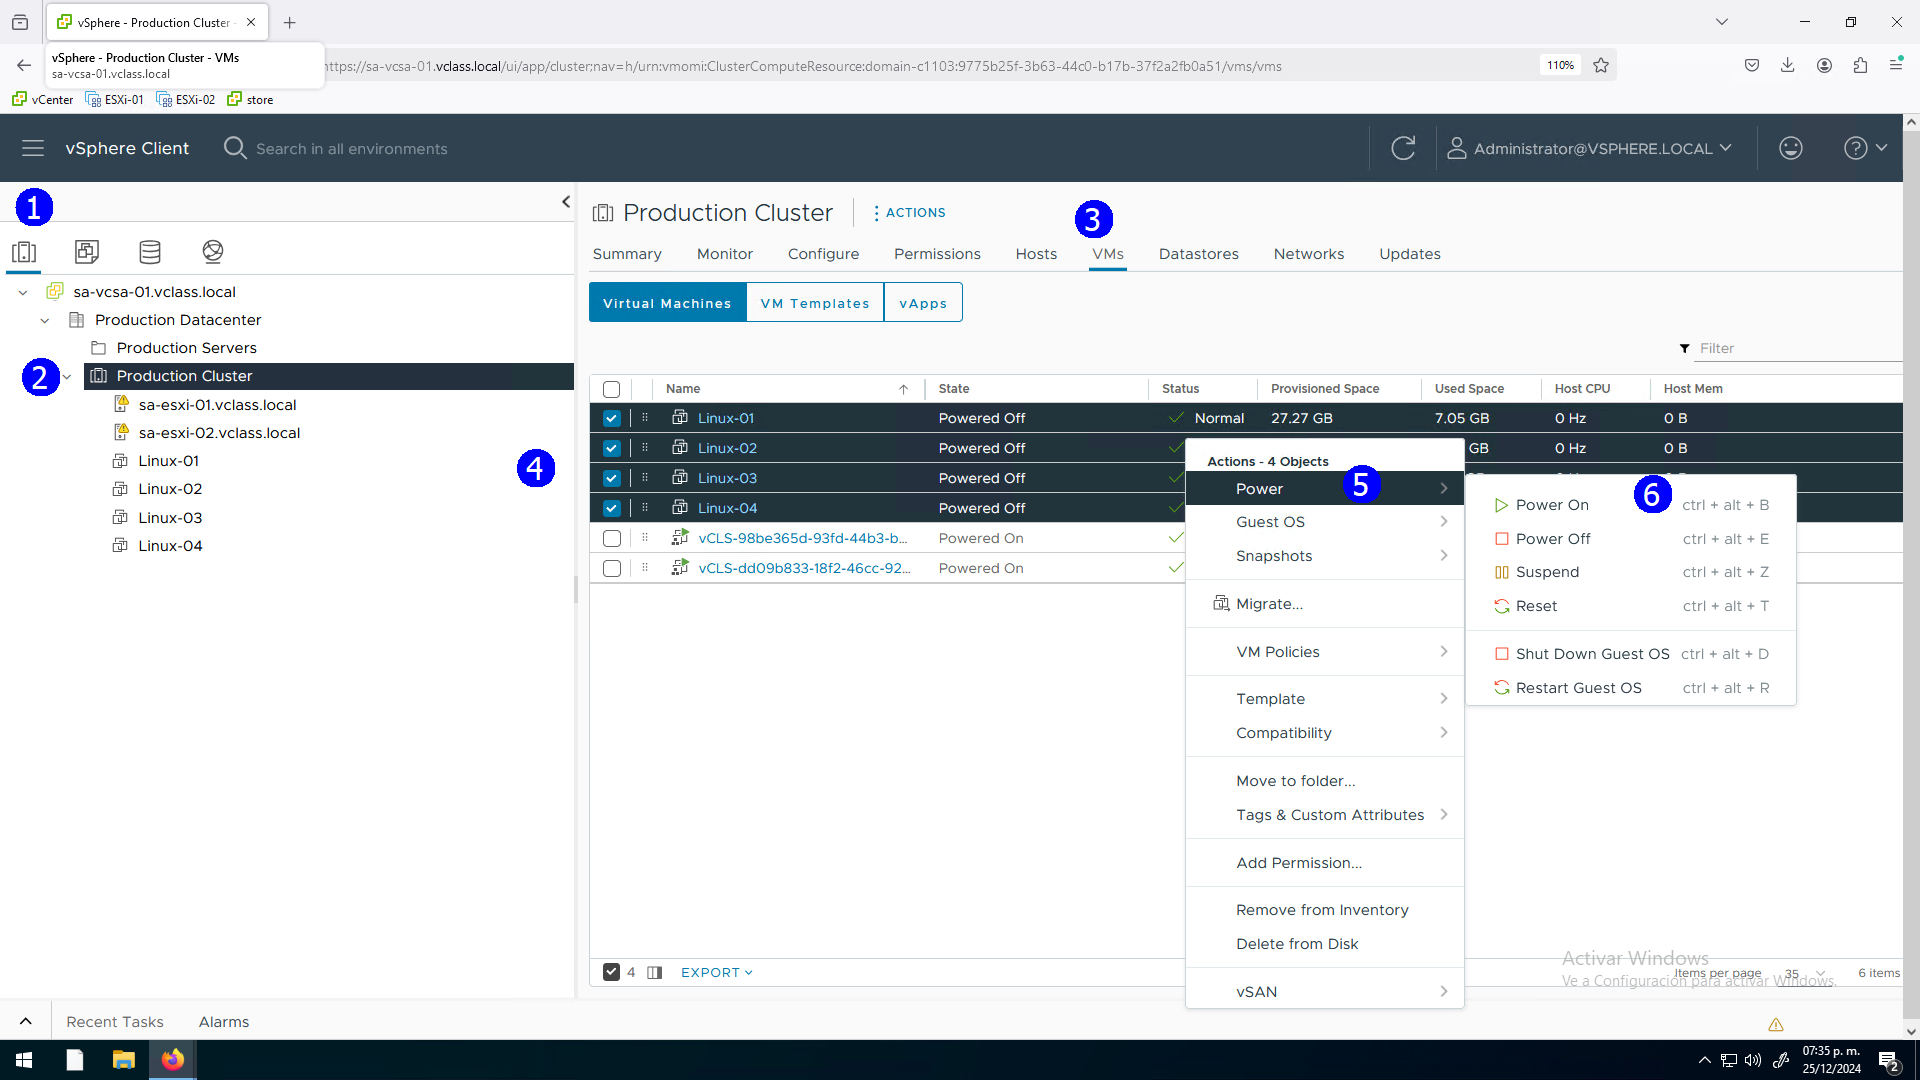 vSphere - Production Cluster -
vSphere - Production Cluster - VMs
sa-vcsa-01.vclass.local
https://sa-vcsa-01.vclass.local/ui/app/cluster;nav=h/urn:vmomi:ClusterComputeResource:domain-c1103:9775b25f-3b63-44c0-b17b-37f2a2fb0a51/vms/vms
110%
vCenter
ESXi-01
ESXi-02
store
vSphere Client
Search in all environments
Administrator@VSPHERE.LOCAL
1
sa-vcsa-01.vclass.local
Production Datacenter
Production Servers
2
Production Cluster
sa-esxi-01.vclass.local
sa-esxi-02.vclass.local
Linux-01
Linux-02
Linux-03
Linux-04
4
Production Cluster
ACTIONS
3
Summary Monitor Configure Permissions Hosts VMs Datastores Networks Updates
Virtual Machines VM Templates vApps
Filter
Name State Status Provisioned Space Used Space Host CPU Host Mem
Linux-01 Powered Off Normal 27.27 GB 7.05 GB 0 Hz 0 B
Linux-02 Powered Off GB 0 Hz 0 B
Linux-03 Powered Off
Linux-04 Powered Off
vCLS-98be365d-93fd-44b3-b... Powered On
vCLS-dd09b833-18f2-46cc-92... Powered On
Actions - 4 Objects
Power
5
Guest OS
Snapshots
Migrate...
VM Policies
Template
Compatibility
Move to folder...
Tags & Custom Attributes
Add Permission...
Remove from Inventory
Delete from Disk
vSAN
6
Power On ctrl + alt + B
Power Off ctrl + alt + E
Suspend ctrl + alt + Z
Reset ctrl + alt + T
Shut Down Guest OS ctrl + alt + D
Restart Guest OS ctrl + alt + R
4
EXPORT
Items per page 35 6 items
Activar Windows
Ve a Configuración para activar Windows.
Recent Tasks Alarms
07:35 p. m.
25/12/2024
2